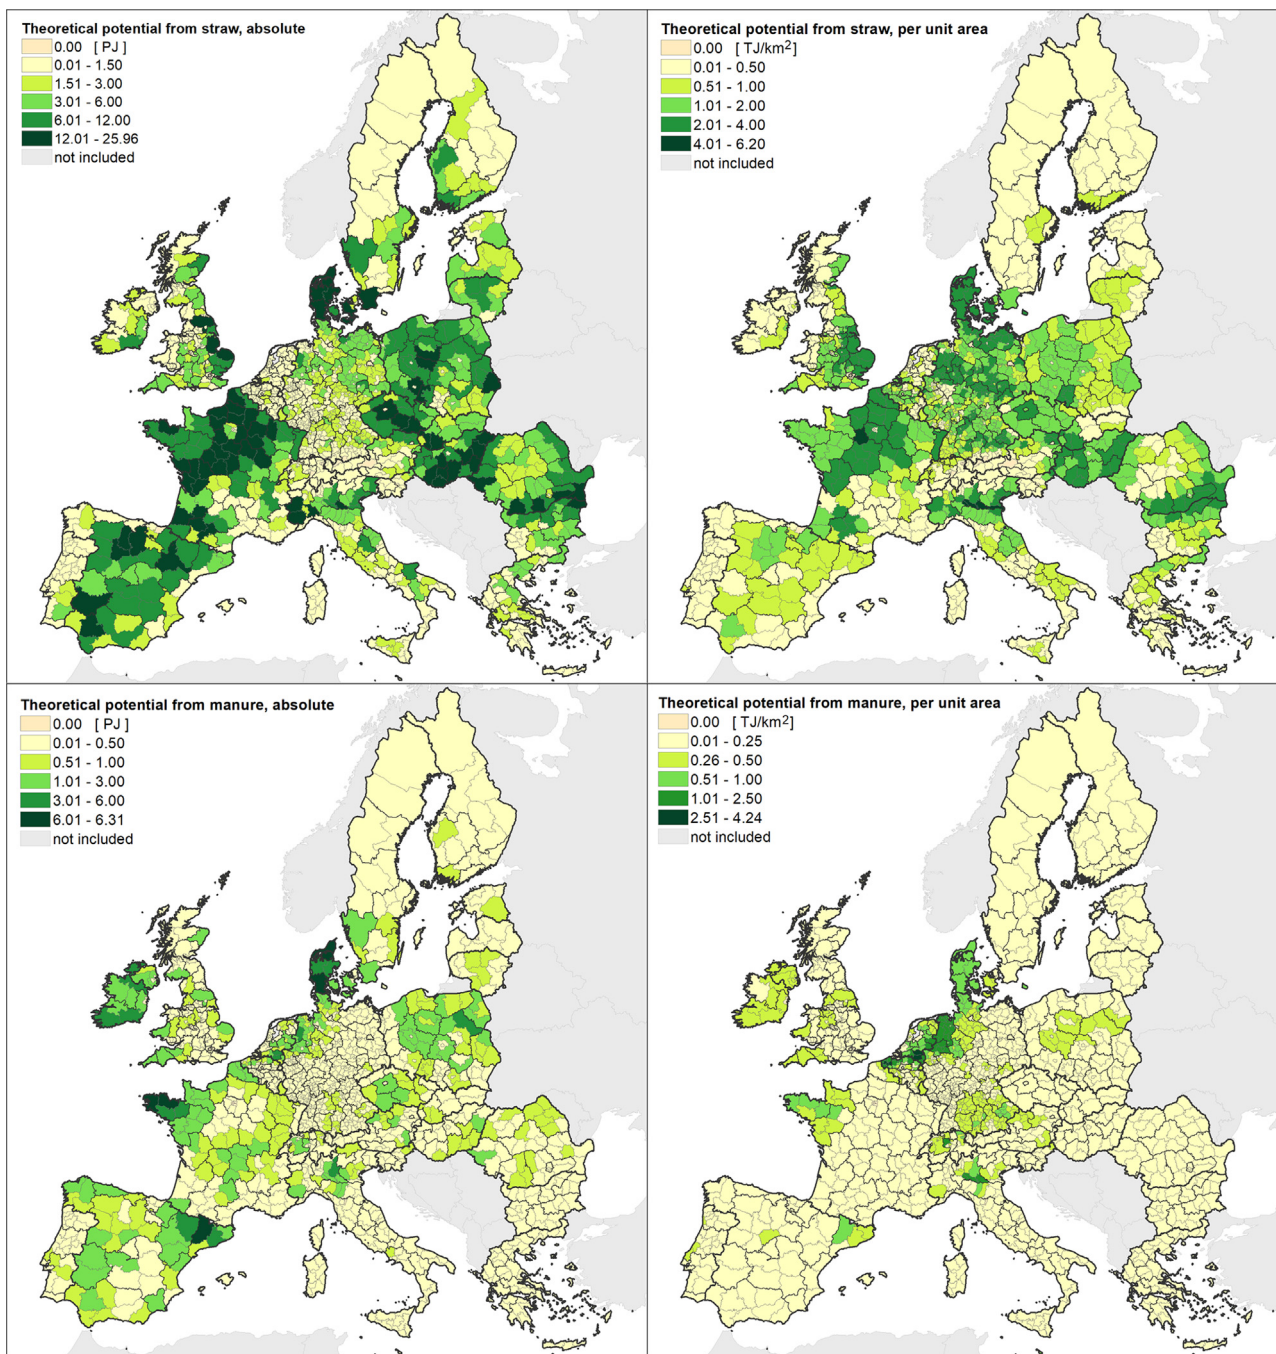 Theoretical potential from straw, absolute
0.00 [ PJ ]
0.01 - 1.50
1.51 - 3.00
3.01 - 6.00
6.01 - 12.00
12.01 - 25.96
not included
Theoretical potential from straw, per unit area
0.00 [ TJ/km2]
0.01 - 0.50
0.51 - 1.00
1.01 - 2.00
2.01 - 4.00
4.01 - 6.20
not included
Theoretical potential from manure, absolute
0.00 [ PJ ]
0.01 - 0.50
0.51 - 1.00
1.01 - 3.00
3.01 - 6.00
6.01 - 6.31
not included
Theoretical potential from manure, per unit area
0.00 [ TJ/km2]
0.01 - 0.25
0.26 - 0.50
0.51 - 1.00
1.01 - 2.50
2.51 - 4.24
not included